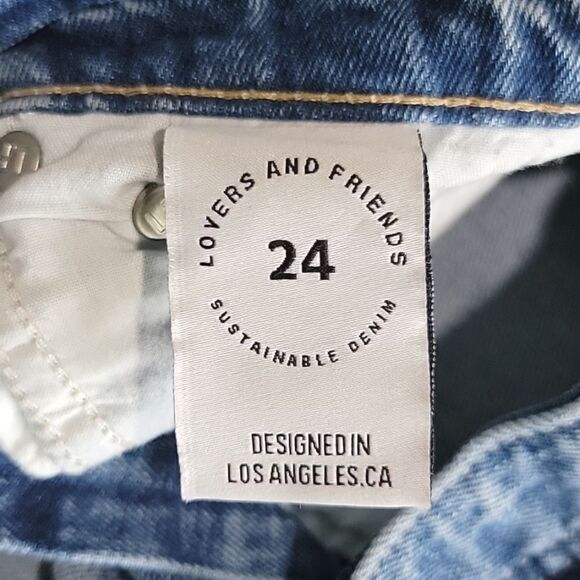 LOVERS AND FRIENDS
24
SUSTAINABLE DENIM
DESIGNED IN
LOS ANGELES.CA